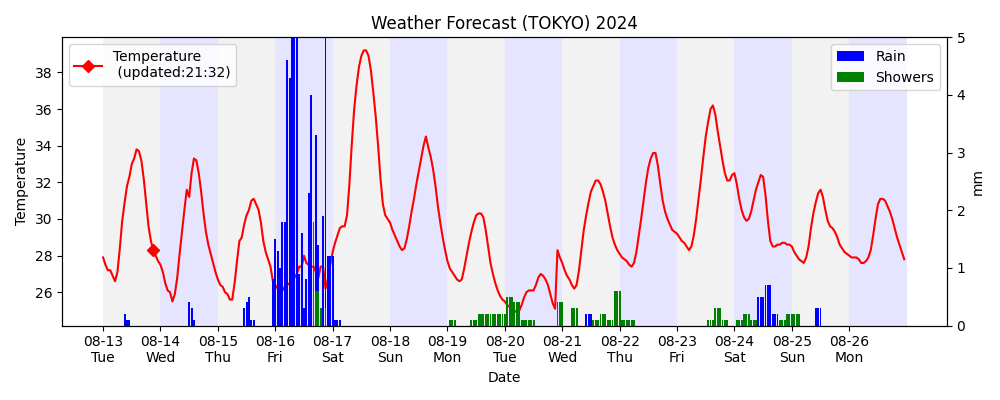 Weather Forecast (TOKYO) 2024
Temperature
(updated:21:32)
Rain
Showers
Temperature
38
36
34
32
30
28
26
5
4
3
2
1
0
mm
08-13 08-14 08-15 08-16 08-17 08-18 08-19 08-20 08-21 08-22 08-23 08-24 08-25 08-26
Tue Wed Thu Fri Sat Sun Mon Tue Wed Thu Fri Sat Sun Mon
Date